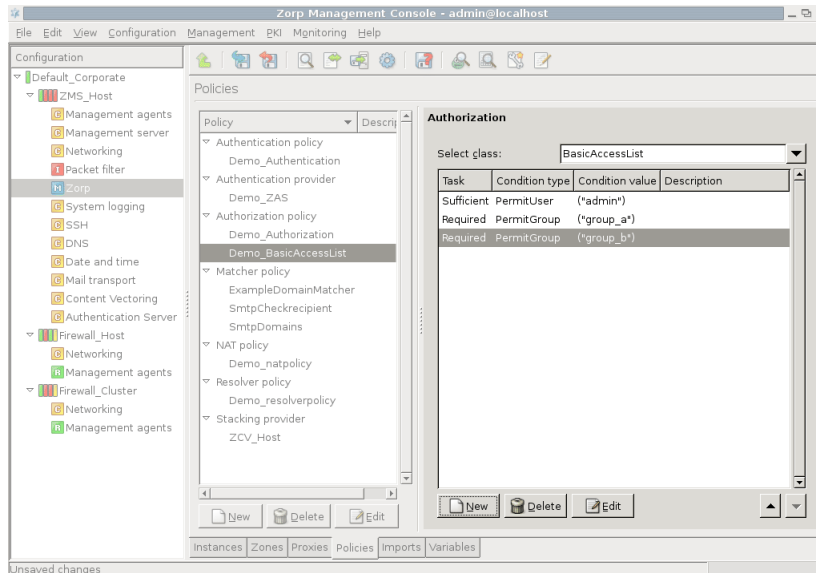 Zorp Management Console - admin@localhost
File Edit View Configuration Management PKI Monitoring Help
Configuration
Default_Corporate
ZMS_Host
Management agents
Management server
Networking
Packet filter
Zorp
System logging
SSH
DNS
Date and time
Mail transport
Content Vectoring
Authentication Server
Firewall_Host
Networking
Management agents
Firewall_Cluster
Networking
Management agents
Policies
Policy Descrip
Authentication policy
Demo_Authentication
Authentication provider
Demo_ZAS
Authorization policy
Demo_Authorization
Demo_BasicAccessList
Matcher policy
ExampleDomainMatcher
SmtpCheckrecipient
SmtpDomains
NAT policy
Demo_natpolicy
Resolver policy
Demo_resolverpolicy
Stacking provider
ZCV_Host
New Delete Edit
Authorization
Select class: BasicAccessList
Task Condition type Condition value Description
Sufficient PermitUser ("admin")
Required PermitGroup ("group_a")
Required PermitGroup ("group_b")
New Delete Edit
Instances Zones Proxies Policies Imports Variables
Unsaved changes